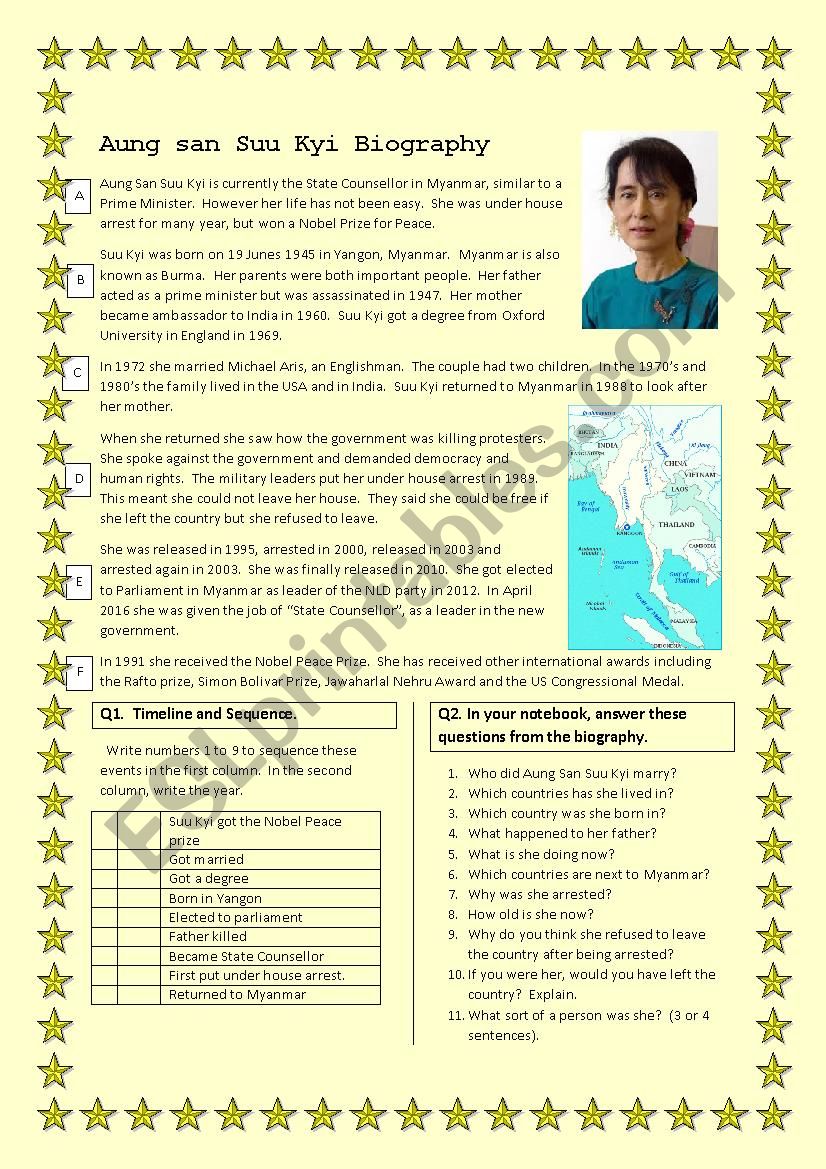 Aung san Suu Kyi Biography
A
Aung San Suu Kyi is currently the State Counsellor in Myanmar, similar to a
Prime Minister. However her life has not been easy. She was under house
arrest for many year, but won a Nobel Prize for Peace.
B
Suu Kyi was born on 19 Junes 1945 in Yangon, Myanmar. Myanmar is also
known as Burma. Her parents were both important people. Her father
acted as a prime minister but was assassinated in 1947. Her mother
became ambassador to India in 1960. Suu Kyi got a degree from Oxford
University in England in 1969.
C
In 1972 she married Michael Aris, an Englishman. The couple had two children. In the 1970's and
1980's the family lived in the USA and in India. Suu Kyi returned to Myanmar in 1988 to look after
her mother.
D
When she returned she saw how the government was killing protesters.
She spoke against the government and demanded democracy and
human rights. The military leaders put her under house arrest in 1989.
This meant she could not leave her house. They said she could be free if
she left the country but she refused to leave.
E
She was released in 1995, arrested in 2000, released in 2003 and
arrested again in 2003. She was finally released in 2010. She got elected
to Parliament in Myanmar as leader of the NLD party in 2012. In April
2016 she was given the job of "State Counsellor", as a leader in the new
government.
BHUTAN
INDIA
BANGLADESH
CHINA
VIETNAM
LAOS
Bay of
Bengal
THAILAND
RANGOON
CAMBODIA
Andaman
Islands
Andaman
Sea
Gulf of
Thailand
Nicobar
Islands
Strait of Malacca
MALAYSIA
INDONESIA
F
In 1991 she received the Nobel Peace Prize. She has received other international awards including
the Rafto prize, Simon Bolivar Prize, Jawaharlal Nehru Award and the US Congressional Medal.
Q1. Timeline and Sequence.
Write numbers 1 to 9 to sequence these
events in the first column. In the second
column, write the year.
Suu Kyi got the Nobel Peace
prize
Got married
Got a degree
Born in Yangon
Elected to parliament
Father killed
Became State Counsellor
First put under house arrest.
Returned to Myanmar
Q2. In your notebook, answer these
questions from the biography.
1. Who did Aung San Suu Kyi marry?
2. Which countries has she lived in?
3. Which country was she born in?
4. What happened to her father?
5. What is she doing now?
6. Which countries are next to Myanmar?
7. Why was she arrested?
8. How old is she now?
9. Why do you think she refused to leave
the country after being arrested?
10. If you were her, would you have left the
country? Explain.
11. What sort of a person was she? (3 or 4
sentences).
ESLprintables.com